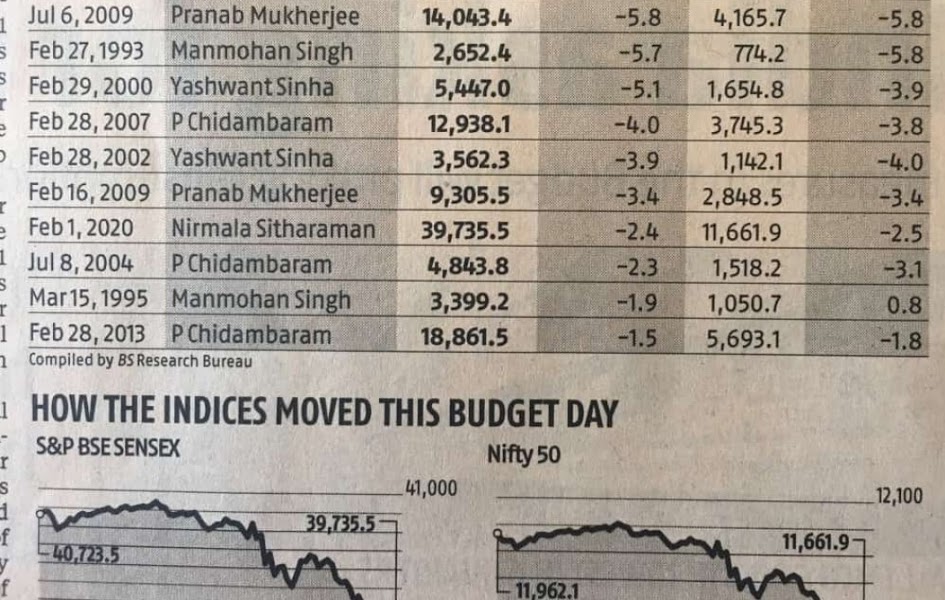 Jul 6, 2009 Pranab Mukherjee 14,043.4 -5.8 4,165.7 -5.8
Feb 27, 1993 Manmohan Singh 2,652.4 -5.7 774.2 -5.8
Feb 29, 2000 Yashwant Sinha 5,447.0 -5.1 1,654.8 -3.9
Feb 28, 2007 P Chidambaram 12,938.1 -4.0 3,745.3 -3.8
Feb 28, 2002 Yashwant Sinha 3,562.3 -3.9 1,142.1 -4.0
Feb 16, 2009 Pranab Mukherjee 9,305.5 -3.4 2,848.5 -3.4
Feb 1, 2020 Nirmala Sitharaman 39,735.5 -2.4 11,661.9 -2.5
Jul 8, 2004 P Chidambaram 4,843.8 -2.3 1,518.2 -3.1
Mar 15, 1995 Manmohan Singh 3,399.2 -1.9 1,050.7 0.8
Feb 28, 2013 P Chidambaram 18,861.5 -1.5 5,693.1 -1.8
Compiled by BS Research Bureau
HOW THE INDICES MOVED THIS BUDGET DAY
S&P BSE SENSEX
41,000
39,735.5
40,723.5
Nifty 50
12,100
11,661.9
11,962.1